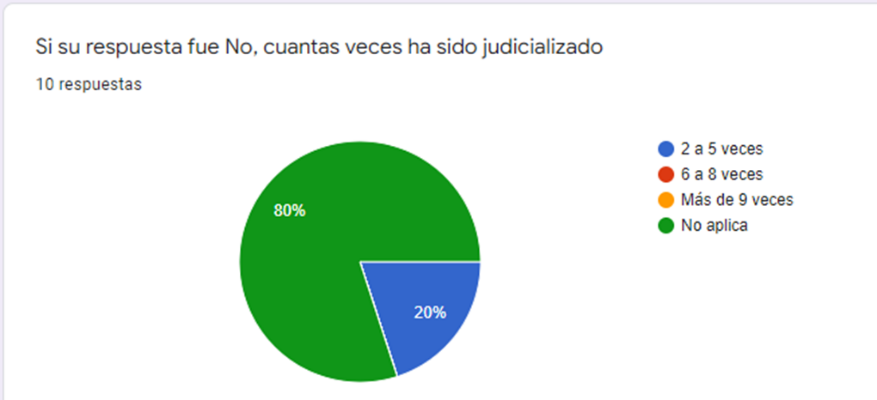 Si su respuesta fue No, cuantas veces ha sido judicializado
10 respuestas
80%
20%
2 a 5 veces
6 a 8 veces
Más de 9 veces
No aplica